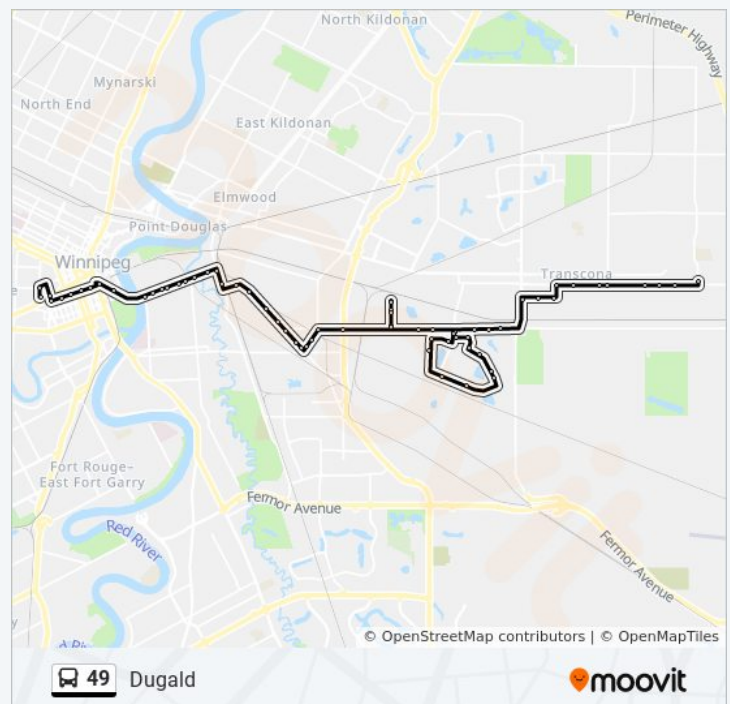 North Kildonan
Perimeter Highway
Mynarski
North End
East Kildonan
Elmwood
Point Douglas
Winnipeg
Transcona
e
Fort Rouge–
East Fort Garry
Fermor Avenue
Red River
Fermor Avenue
y
© OpenStreetMap contributors | © OpenMapTiles
49 Dugald
moovit